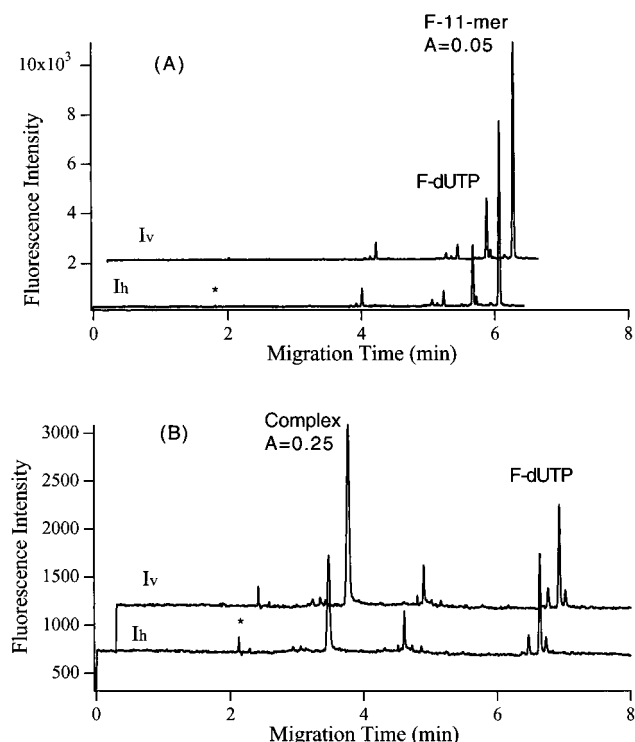 F-11-mer
A=0.05
(A)
10x10³
8
6
4
2
Fluorescence Intensity
F-dUTP
Iv
Ih
*
0
2
4
6
8
Migration Time (min)
(B)
Complex
A=0.25
F-dUTP
3000
2500
2000
1500
1000
500
Fluorescence Intensity
Iv
Ih
*
0
2
4
6
8
Migration Time (min)